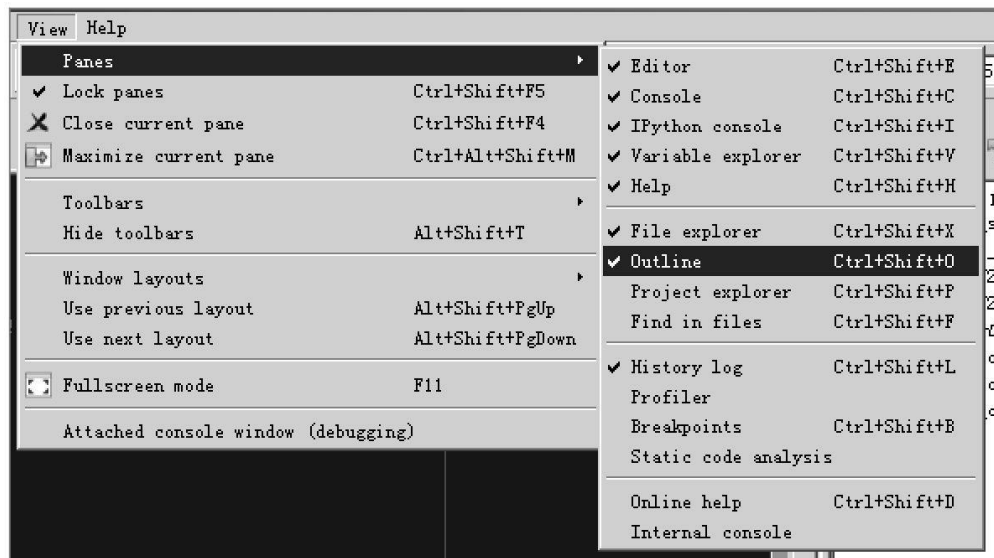 View Help
Panes
Lock panes Ctrl+Shift+F5
Close current pane Ctrl+Shift+F4
Maximize current pane Ctrl+Alt+Shift+M
Toolbars
Hide toolbars Alt+Shift+T
Window layouts
Use previous layout Alt+Shift+PgUp
Use next layout Alt+Shift+PgDown
Fullscreen mode F11
Attached console window (debugging)
Editor Ctrl+Shift+E
Console Ctrl+Shift+C
IPython console Ctrl+Shift+I
Variable explorer Ctrl+Shift+V
Help Ctrl+Shift+H
File explorer Ctrl+Shift+X
Outline Ctrl+Shift+O
Project explorer Ctrl+Shift+P
Find in files Ctrl+Shift+F
History log Ctrl+Shift+L
Profiler
Breakpoints Ctrl+Shift+B
Static code analysis
Online help Ctrl+Shift+D
Internal console